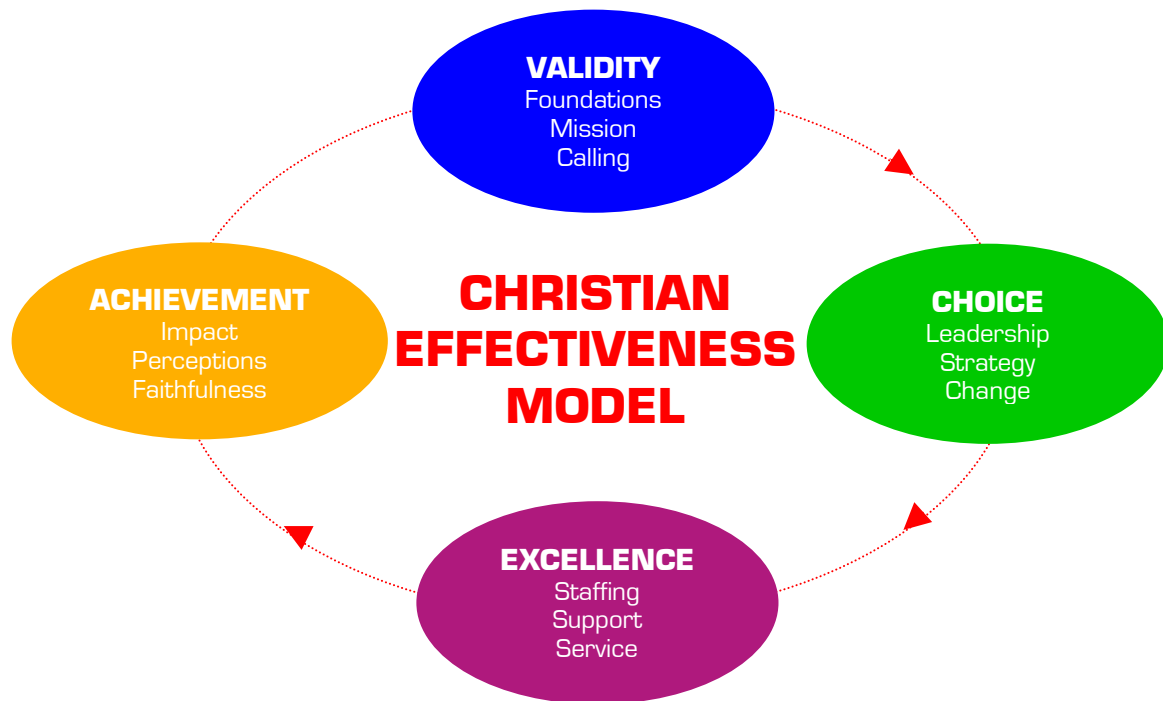 VALIDITY
Foundations
Mission
Calling
ACHIEVEMENT
Impact
Perceptions
Faithfulness
CHRISTIAN
EFFECTIVENESS
MODEL
CHOICE
Leadership
Strategy
Change
EXCELLENCE
Staffing
Support
Service